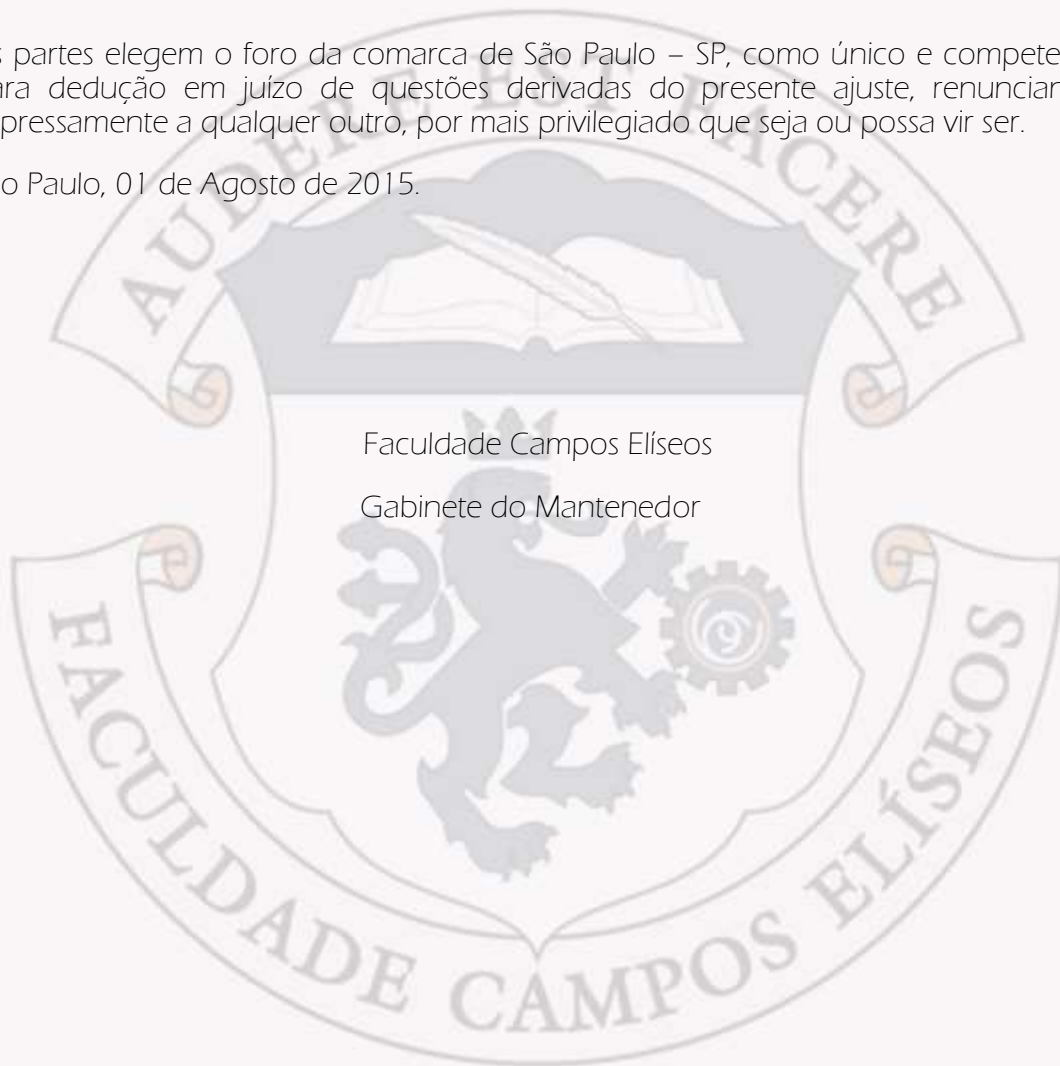 s partes elegem o foro da comarca de São Paulo – SP, como único e compete
ara dedução em juízo de questões derivadas do presente ajuste, renuncian
pressamente a qualquer outro, por mais privilegiado que seja ou possa vir ser.
o Paulo, 01 de Agosto de 2015.
AUDERE EST FACERE
Faculdade Campos Elíseos
Gabinete do Mantenedor
FACULDADE CAMPOS ELÍSEOS